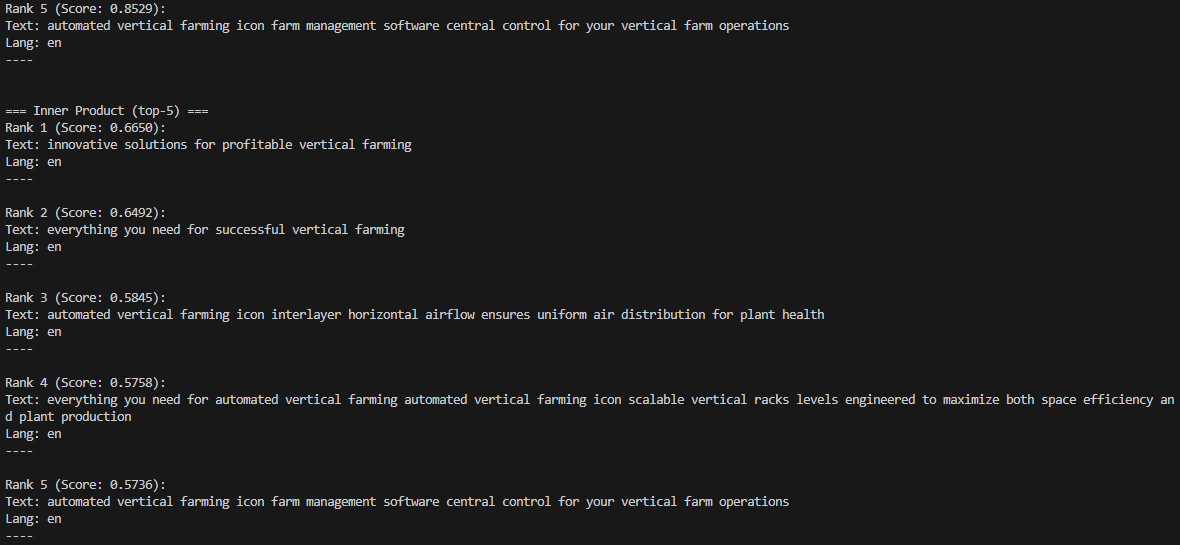 Rank 5 (Score: 0.8529):
Text: automated vertical farming icon farm management software central control for your vertical farm operations
Lang: en
----
=== Inner Product (top-5) ===
Rank 1 (Score: 0.6650):
Text: innovative solutions for profitable vertical farming
Lang: en
----
Rank 2 (Score: 0.6492):
Text: everything you need for successful vertical farming
Lang: en
----
Rank 3 (Score: 0.5845):
Text: automated vertical farming icon interlayer horizontal airflow ensures uniform air distribution for plant health
Lang: en
----
Rank 4 (Score: 0.5758):
Text: everything you need for automated vertical farming automated vertical farming icon scalable vertical racks levels engineered to maximize both space efficiency an
d plant production
Lang: en
----
Rank 5 (Score: 0.5736):
Text: automated vertical farming icon farm management software central control for your vertical farm operations
Lang: en
----